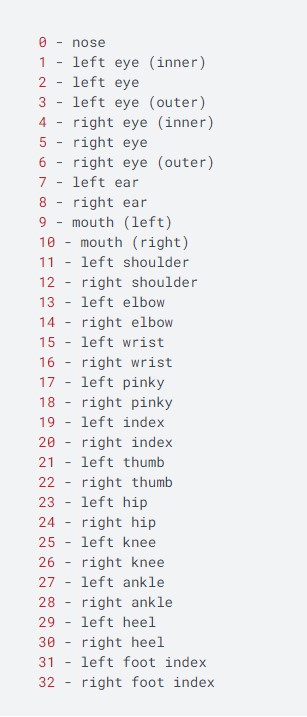 0 - nose
1 - left eye (inner)
2 - left eye
3 - left eye (outer)
4 - right eye (inner)
5 - right eye
6 - right eye (outer)
7 - left ear
8 - right ear
9 - mouth (left)
10 - mouth (right)
11 - left shoulder
12 - right shoulder
13 - left elbow
14 - right elbow
15 - left wrist
16 - right wrist
17 - left pinky
18 - right pinky
19 - left index
20 - right index
21 - left thumb
22 - right thumb
23 - left hip
24 - right hip
25 - left knee
26 - right knee
27 - left ankle
28 - right ankle
29 - left heel
30 - right heel
31 - left foot index
32 - right foot index